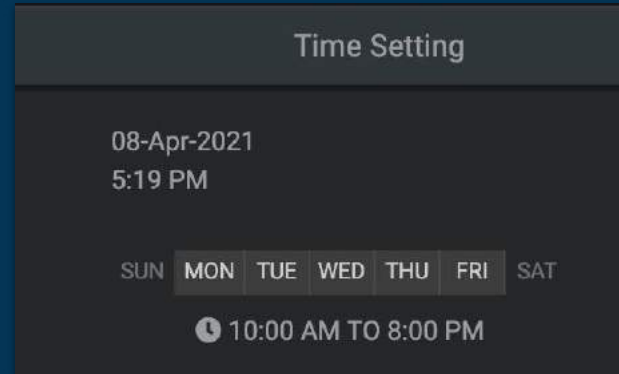 Time Setting
08-Apr-2021
5:19 PM
SUN MON TUE WED THU FRI SAT
10:00 AM TO 8:00 PM